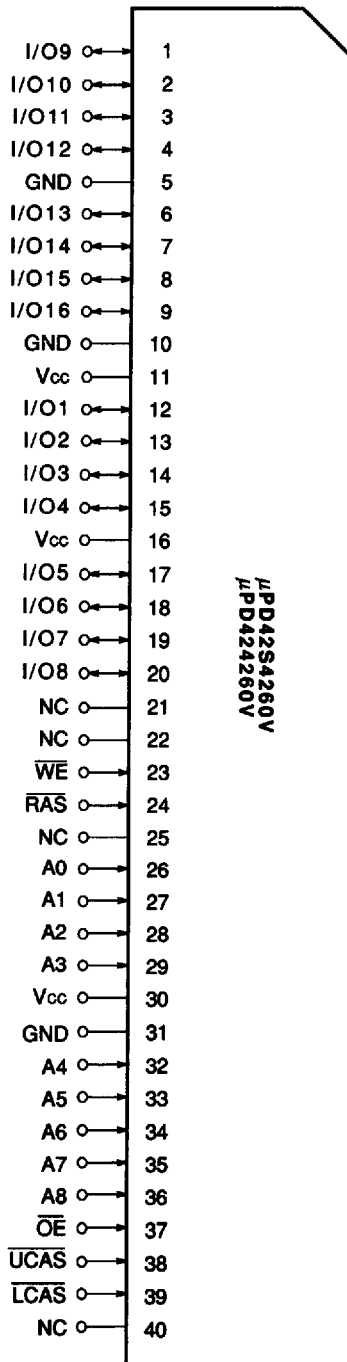 I/O9 1
I/O10 2
I/O11 3
I/O12 4
GND 5
I/O13 6
I/O14 7
I/O15 8
I/O16 9
GND 10
Vcc 11
I/O1 12
I/O2 13
I/O3 14
I/O4 15
Vcc 16
I/O5 17
I/O6 18
I/O7 19
I/O8 20
NC 21
NC 22
WE 23
RAS 24
NC 25
A0 26
A1 27
A2 28
A3 29
Vcc 30
GND 31
A4 32
A5 33
A6 34
A7 35
A8 36
OE 37
UCAS 38
LCAS 39
NC 40
μPD42S4260V
μPD424260V